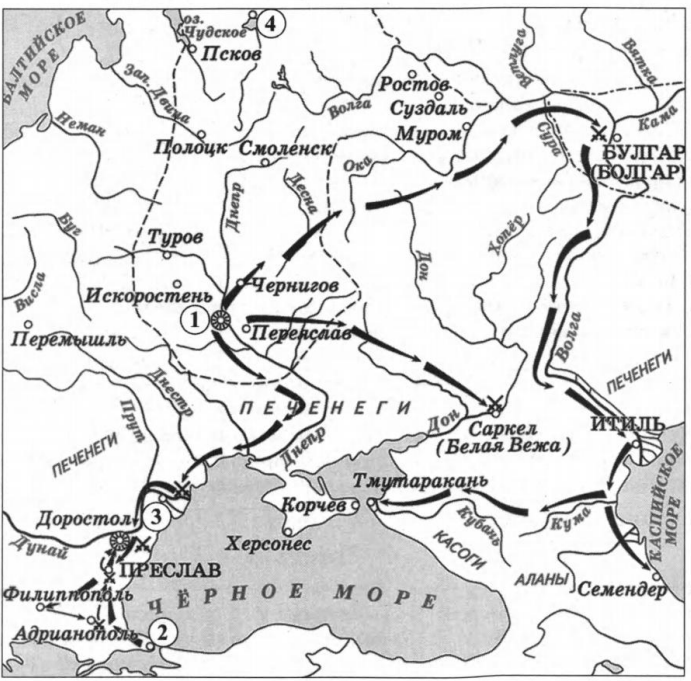 оз.
Чудское
4
Псков
БАЛТИЙСКОЕ
МОРЕ
Зап. Двина
Неман
Полоцк
Смоленск
Волга
Ростов
Суздаль
Муром
Ветлуга
Вятка
Кама
Сура
БУЛГАР
(БОЛГАР)
Ока
Днепр
Десна
Дон
Хопёр
Буг
Туров
Искоростень
Чернигов
1
Переяслав
Висла
Перемышль
Волга
ПЕЧЕНЕГИ
Днестр
Прут
ПЕЧЕНЕГИ
ПЕЧЕНЕГИ
Днепр
Дон
Саркел
(Белая Вежа)
ИТИЛЬ
3
Доростол
Дунай
Корчев
Тмутаракань
Херсонес
Кубань
Кума
КАСОГИ
АЛАНЫ
КАСПИЙСКОЕ
МОРЕ
Семендер
ПРЕСЛАВ
Филиппополь
Адрианополь
2
ЧЁРНОЕ МОРЕ